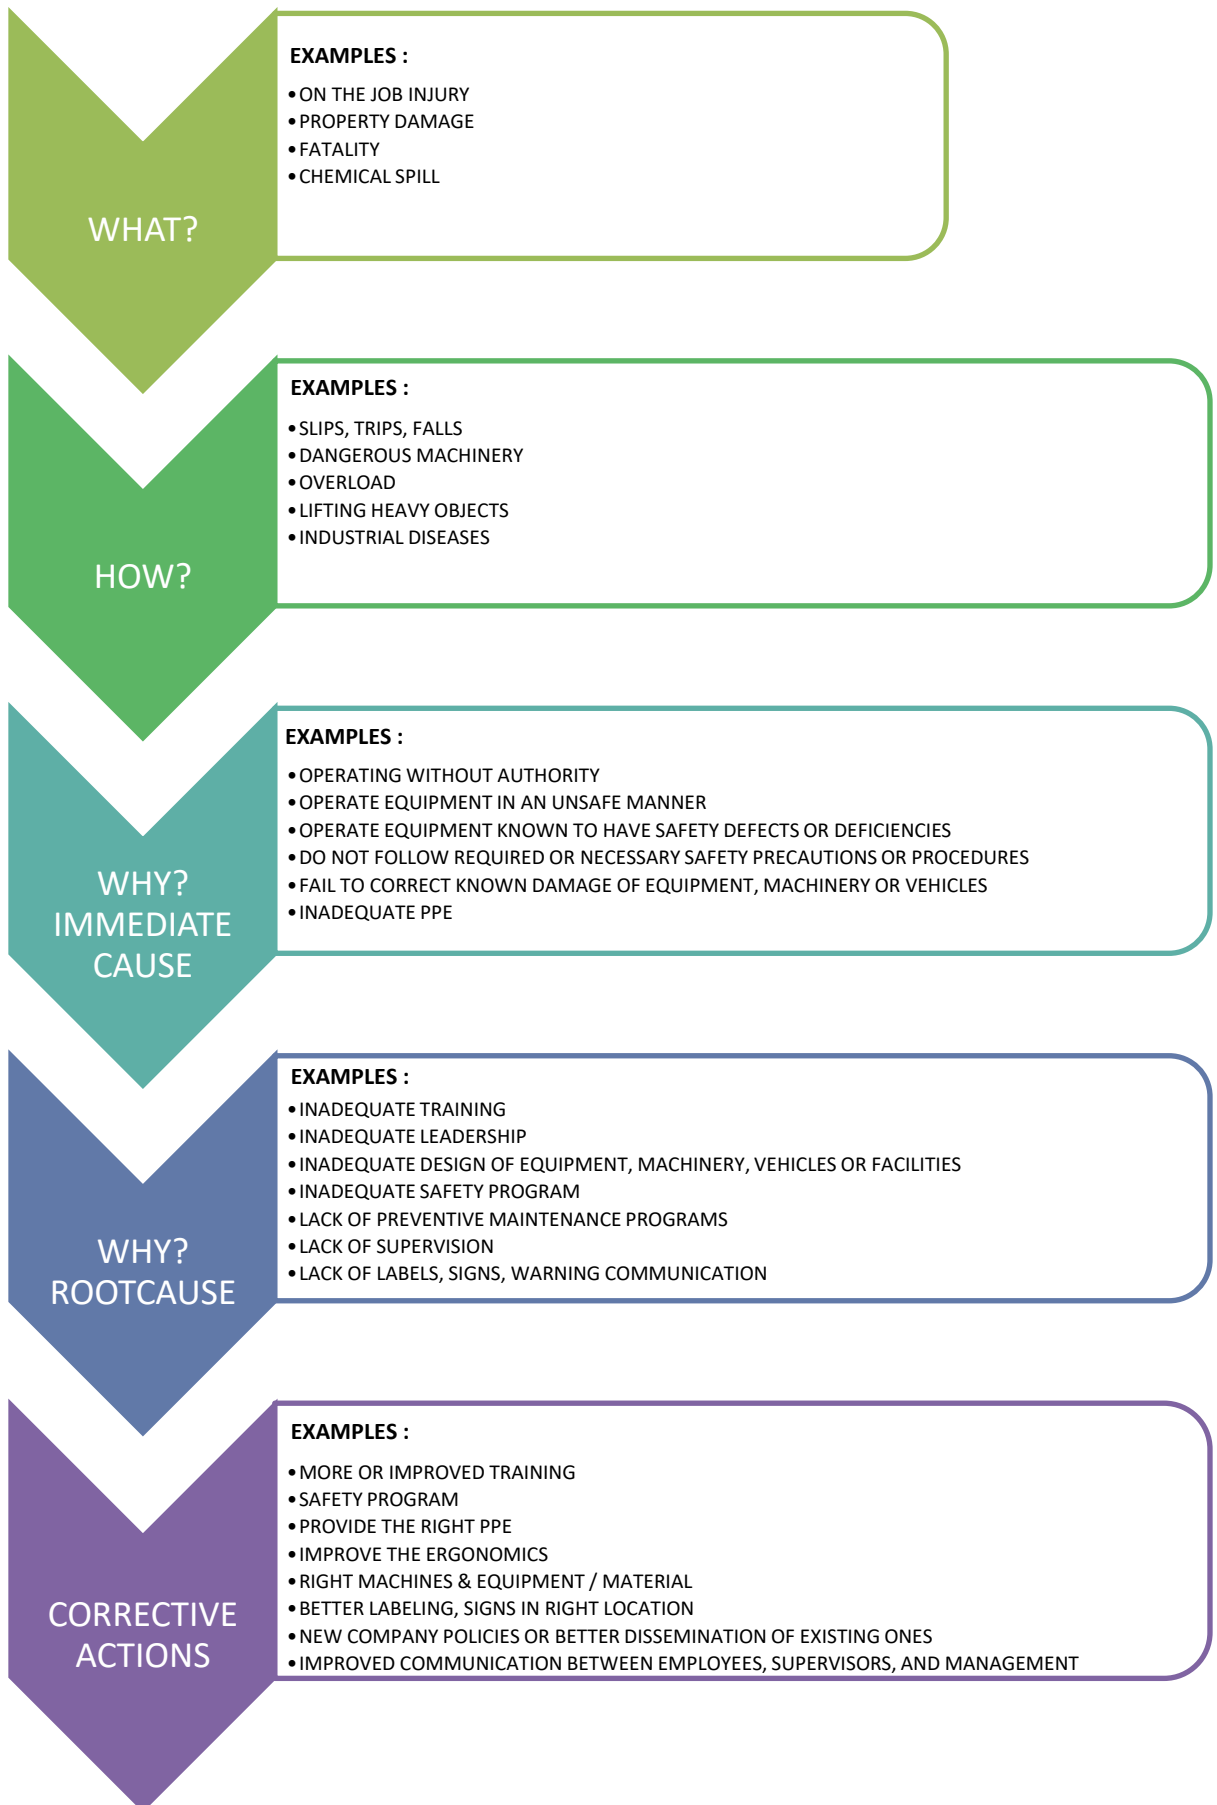 WHAT?
EXAMPLES :
•ON THE JOB INJURY
•PROPERTY DAMAGE
•FATALITY
•CHEMICAL SPILL
HOW?
EXAMPLES :
•SLIPS, TRIPS, FALLS
•DANGEROUS MACHINERY
•OVERLOAD
•LIFTING HEAVY OBJECTS
•INDUSTRIAL DISEASES
WHY?
IMMEDIATE
CAUSE
EXAMPLES :
•OPERATING WITHOUT AUTHORITY
•OPERATE EQUIPMENT IN AN UNSAFE MANNER
•OPERATE EQUIPMENT KNOWN TO HAVE SAFETY DEFECTS OR DEFICIENCIES
•DO NOT FOLLOW REQUIRED OR NECESSARY SAFETY PRECAUTIONS OR PROCEDURES
•FAIL TO CORRECT KNOWN DAMAGE OF EQUIPMENT, MACHINERY OR VEHICLES
•INADEQUATE PPE
WHY?
ROOTCAUSE
EXAMPLES :
•INADEQUATE TRAINING
•INADEQUATE LEADERSHIP
•INADEQUATE DESIGN OF EQUIPMENT, MACHINERY, VEHICLES OR FACILITIES
•INADEQUATE SAFETY PROGRAM
•LACK OF PREVENTIVE MAINTENANCE PROGRAMS
•LACK OF SUPERVISION
•LACK OF LABELS, SIGNS, WARNING COMMUNICATION
CORRECTIVE
ACTIONS
EXAMPLES :
•MORE OR IMPROVED TRAINING
•SAFETY PROGRAM
•PROVIDE THE RIGHT PPE
•IMPROVE THE ERGONOMICS
•RIGHT MACHINES & EQUIPMENT / MATERIAL
•BETTER LABELING, SIGNS IN RIGHT LOCATION
•NEW COMPANY POLICIES OR BETTER DISSEMINATION OF EXISTING ONES
•IMPROVED COMMUNICATION BETWEEN EMPLOYEES, SUPERVISORS, AND MANAGEMENT